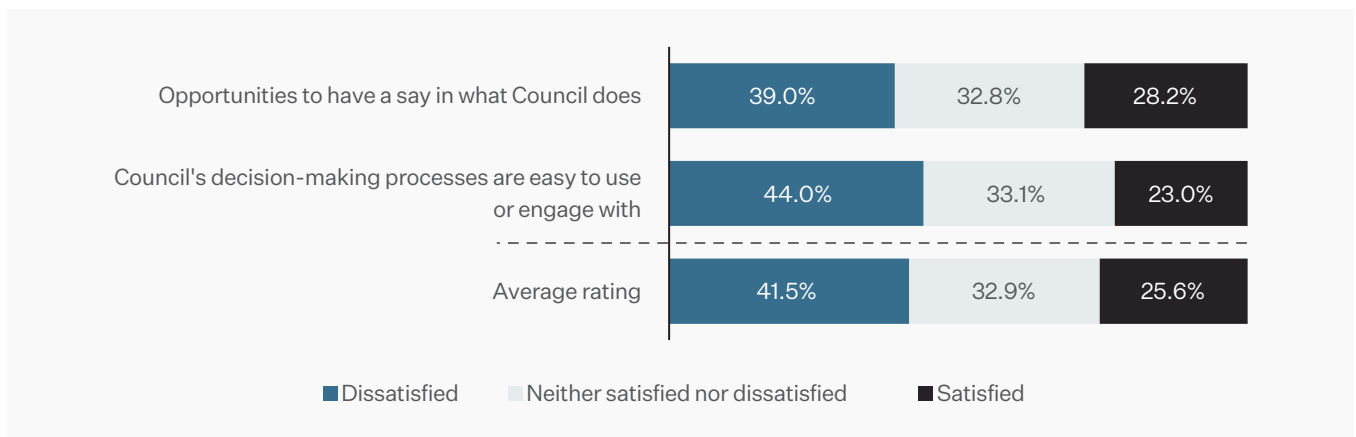 Opportunities to have a say in what Council does
39.0%
32.8%
28.2%
Council's decision-making processes are easy to use
or engage with
44.0%
33.1%
23.0%
Average rating
41.5%
32.9%
25.6%
Dissatisfied
Neither satisfied nor dissatisfied
Satisfied